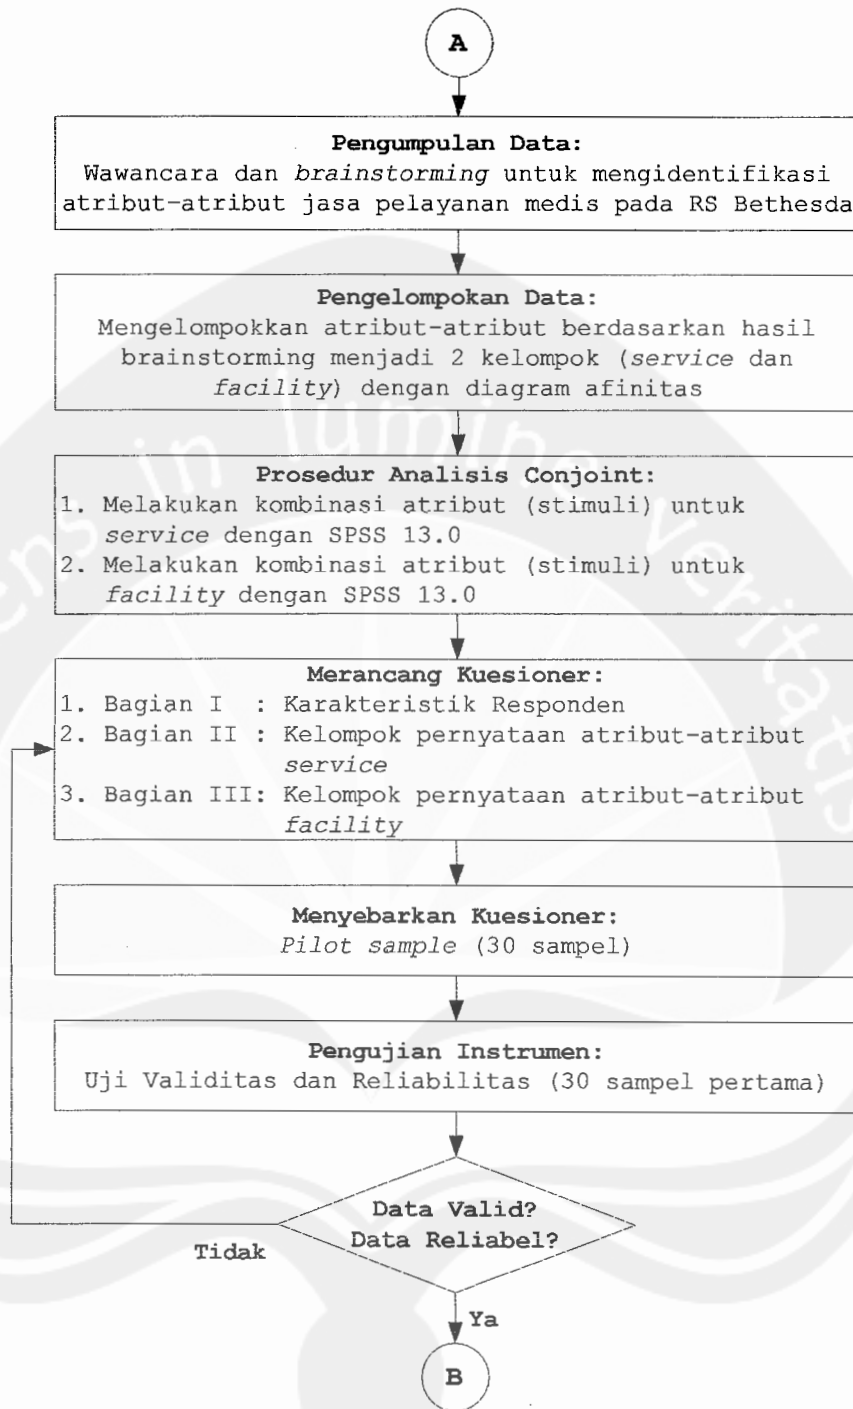 A
Pengumpulan Data:
Wawancara dan brainstorming untuk mengidentifikasi
atribut-atribut jasa pelayanan medis pada RS Bethesda
Pengelompokan Data:
Mengelompokkan atribut-atribut berdasarkan hasil
brainstorming menjadi 2 kelompok (service dan
facility) dengan diagram afinitas
Prosedur Analisis Conjoint:
1. Melakukan kombinasi atribut (stimuli) untuk
service dengan SPSS 13.0
2. Melakukan kombinasi atribut (stimuli) untuk
facility dengan SPSS 13.0
Merancang Kuesioner:
1. Bagian I : Karakteristik Responden
2. Bagian II : Kelompok pernyataan atribut-atribut
service
3. Bagian III: Kelompok pernyataan atribut-atribut
facility
Menyebarkan Kuesioner:
Pilot sample (30 sampel)
Pengujian Instrumen:
Uji Validitas dan Reliabilitas (30 sampel pertama)
Data Valid?
Data Reliabel?
Tidak
Ya
B
ens in lumine veritatis